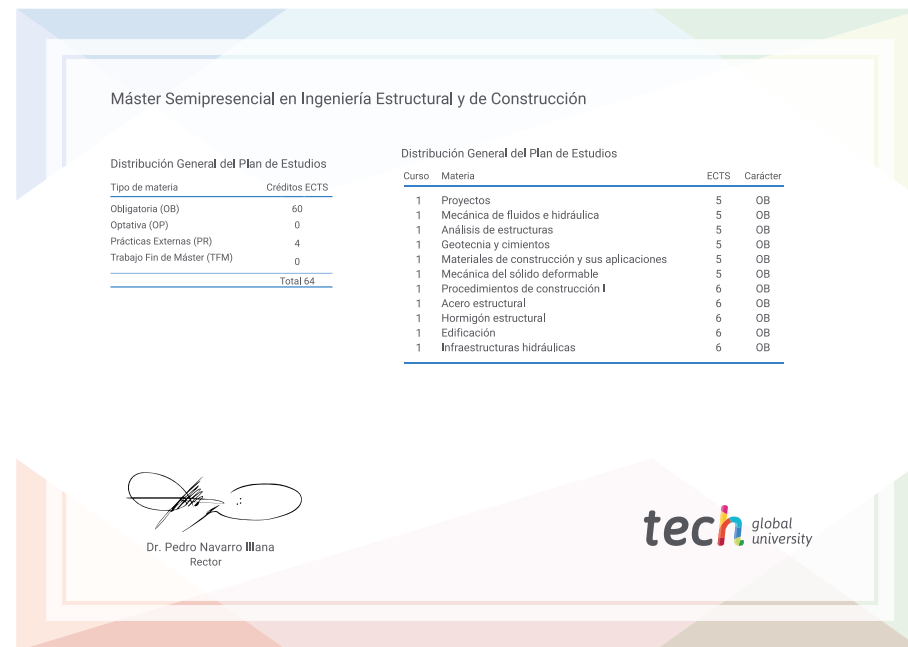 Máster Semipresencial en Ingeniería Estructural y de Construcción
Distribución General del Plan de Estudios
Tipo de materia Créditos ECTS
Obligatoria (OB) 60
Optativa (OP) 0
Prácticas Externas (PR) 4
Trabajo Fin de Máster (TFM) 0
Total 64
Distribución General del Plan de Estudios
Curso Materia ECTS Carácter
1 Proyectos 5 OB
1 Mecánica de fluidos e hidráulica 5 OB
1 Análisis de estructuras 5 OB
1 Geotecnia y cimientos 5 OB
1 Materiales de construcción y sus aplicaciones 5 OB
1 Mecánica del sólido deformable 5 OB
1 Procedimientos de construcción I 6 OB
1 Acero estructural 6 OB
1 Hormigón estructural 6 OB
1 Edificación 6 OB
1 Infraestructuras hidráulicas 6 OB
Dr. Pedro Navarro Illana
Rector
tech global
university